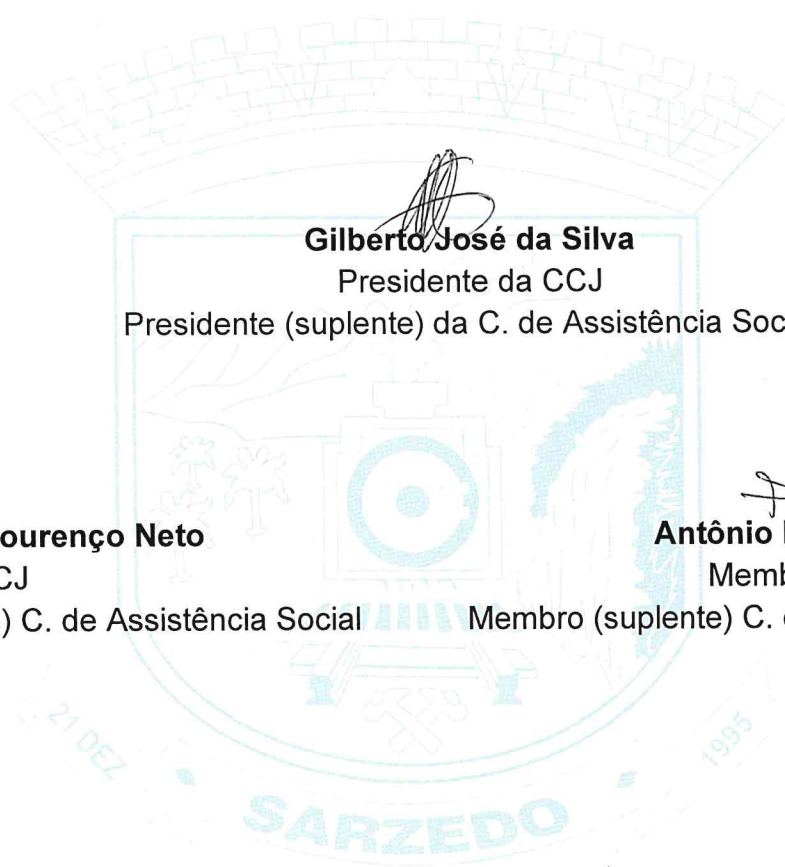 Gilberto José da Silva
Presidente da CCJ
Presidente (suplente) da C. de Assistência Soc
ourenço Neto
CJ
) C. de Assistência Social
Antônio
Memb
Membro (suplente) C.
21 DEZ
1995
SARZEDO